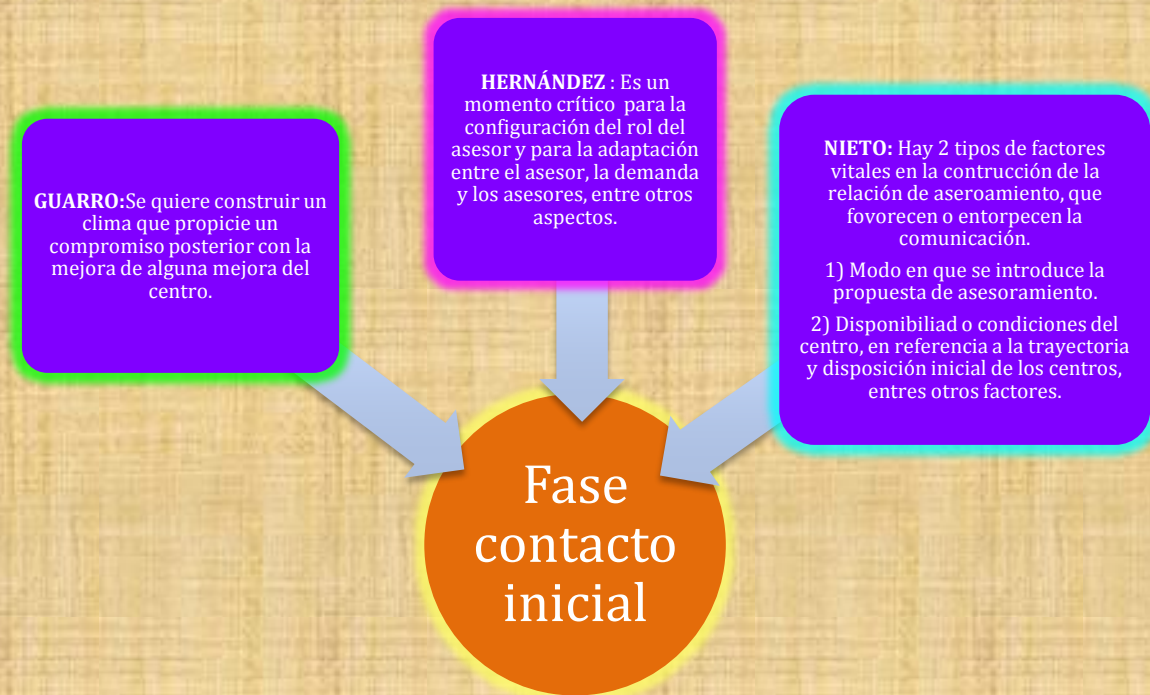 GUARRO:Se quiere construir un
clima que propicie un
compromiso posterior con la
mejora de alguna mejora del
centro.
HERNÁNDEZ : Es un
momento crítico para la
configuración del rol del
asesor y para la adaptación
entre el asesor, la demanda
y los asesores, entre otros
aspectos.
NIETO: Hay 2 tipos de factores
vitales en la contrucción de la
relación de aseroamiento, que
fovorecen o entorpecen la
comunicación.
1) Modo en que se introduce la
propuesta de asesoramiento.
2) Disponibiliad o condiciones del
centro, en referencia a la trayectoria
y disposición inicial de los centros,
entres otros factores.
Fase
contacto
inicial